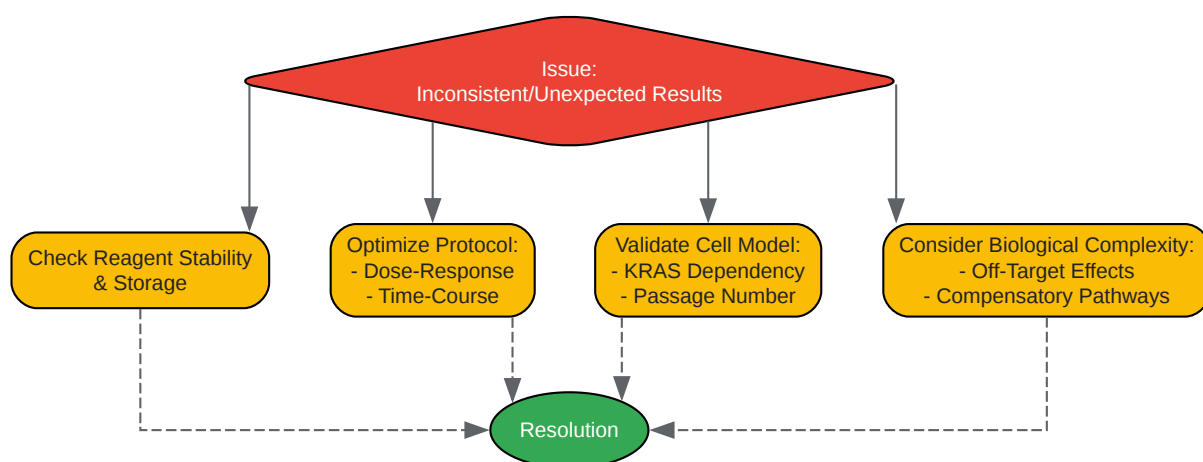 Issue:
Inconsistent/Unexpected Results
Check Reagent Stability
& Storage
Optimize Protocol:
- Dose-Response
- Time-Course
Validate Cell Model:
- KRAS Dependency
- Passage Number
Consider Biological Complexity:
- Off-Target Effects
- Compensatory Pathways
Resolution